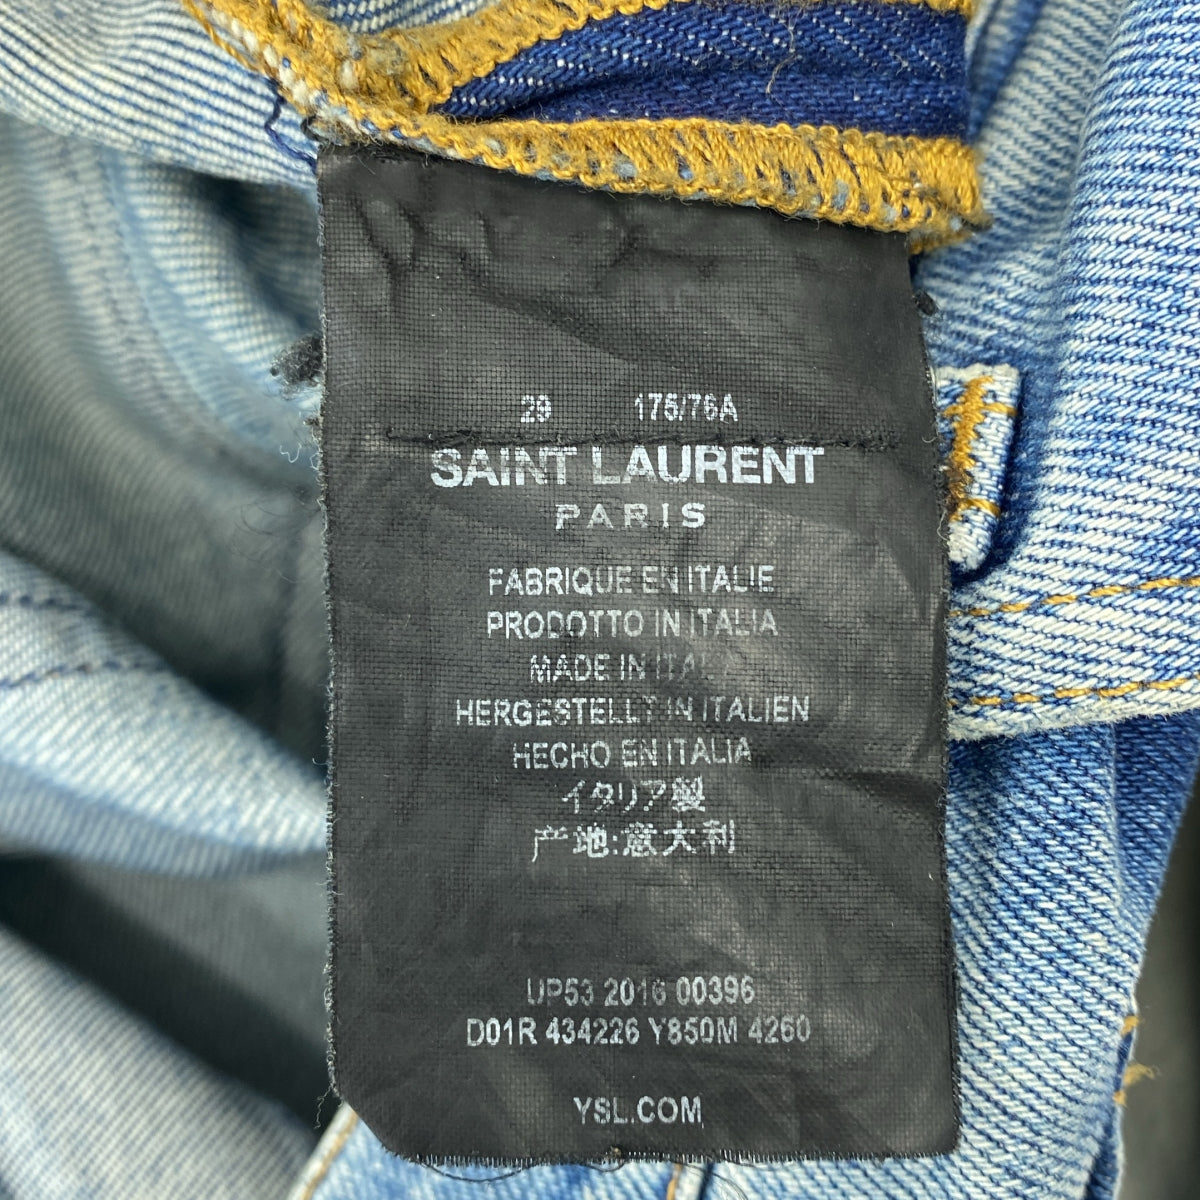 29 175/76A
SAINT LAURENT
PARIS
FABRIQUE EN ITALIE
PRODOTTO IN ITALIA
MADE IN ITAL
HERGESTELLT IN ITALIEN
HECHO EN ITALIA
イタリア製
产地:意大利
UP53 2016 00396
D01R 434226 Y850M 4260
YSL.COM